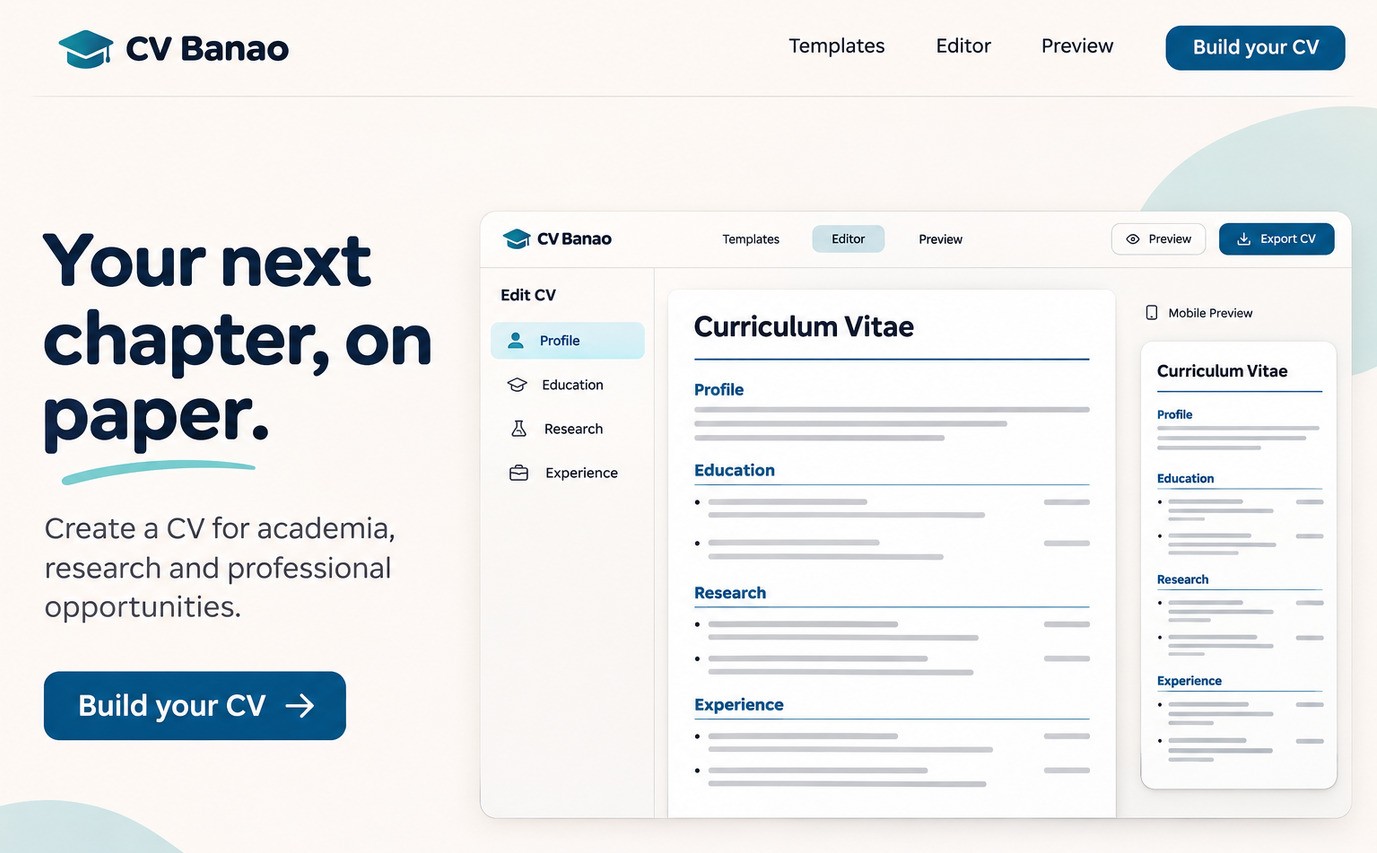 CV Banao
Templates
Editor
Preview
Build your CV
Your next
chapter, on
paper.
Create a CV for academia,
research and professional
opportunities.
Build your CV
CV Banao
Templates
Editor
Preview
Preview
Export CV
Edit CV
Profile
Education
Research
Experience
Curriculum Vitae
Profile
Education
Research
Experience
Mobile Preview
Curriculum Vitae
Profile
Education
Research
Experience